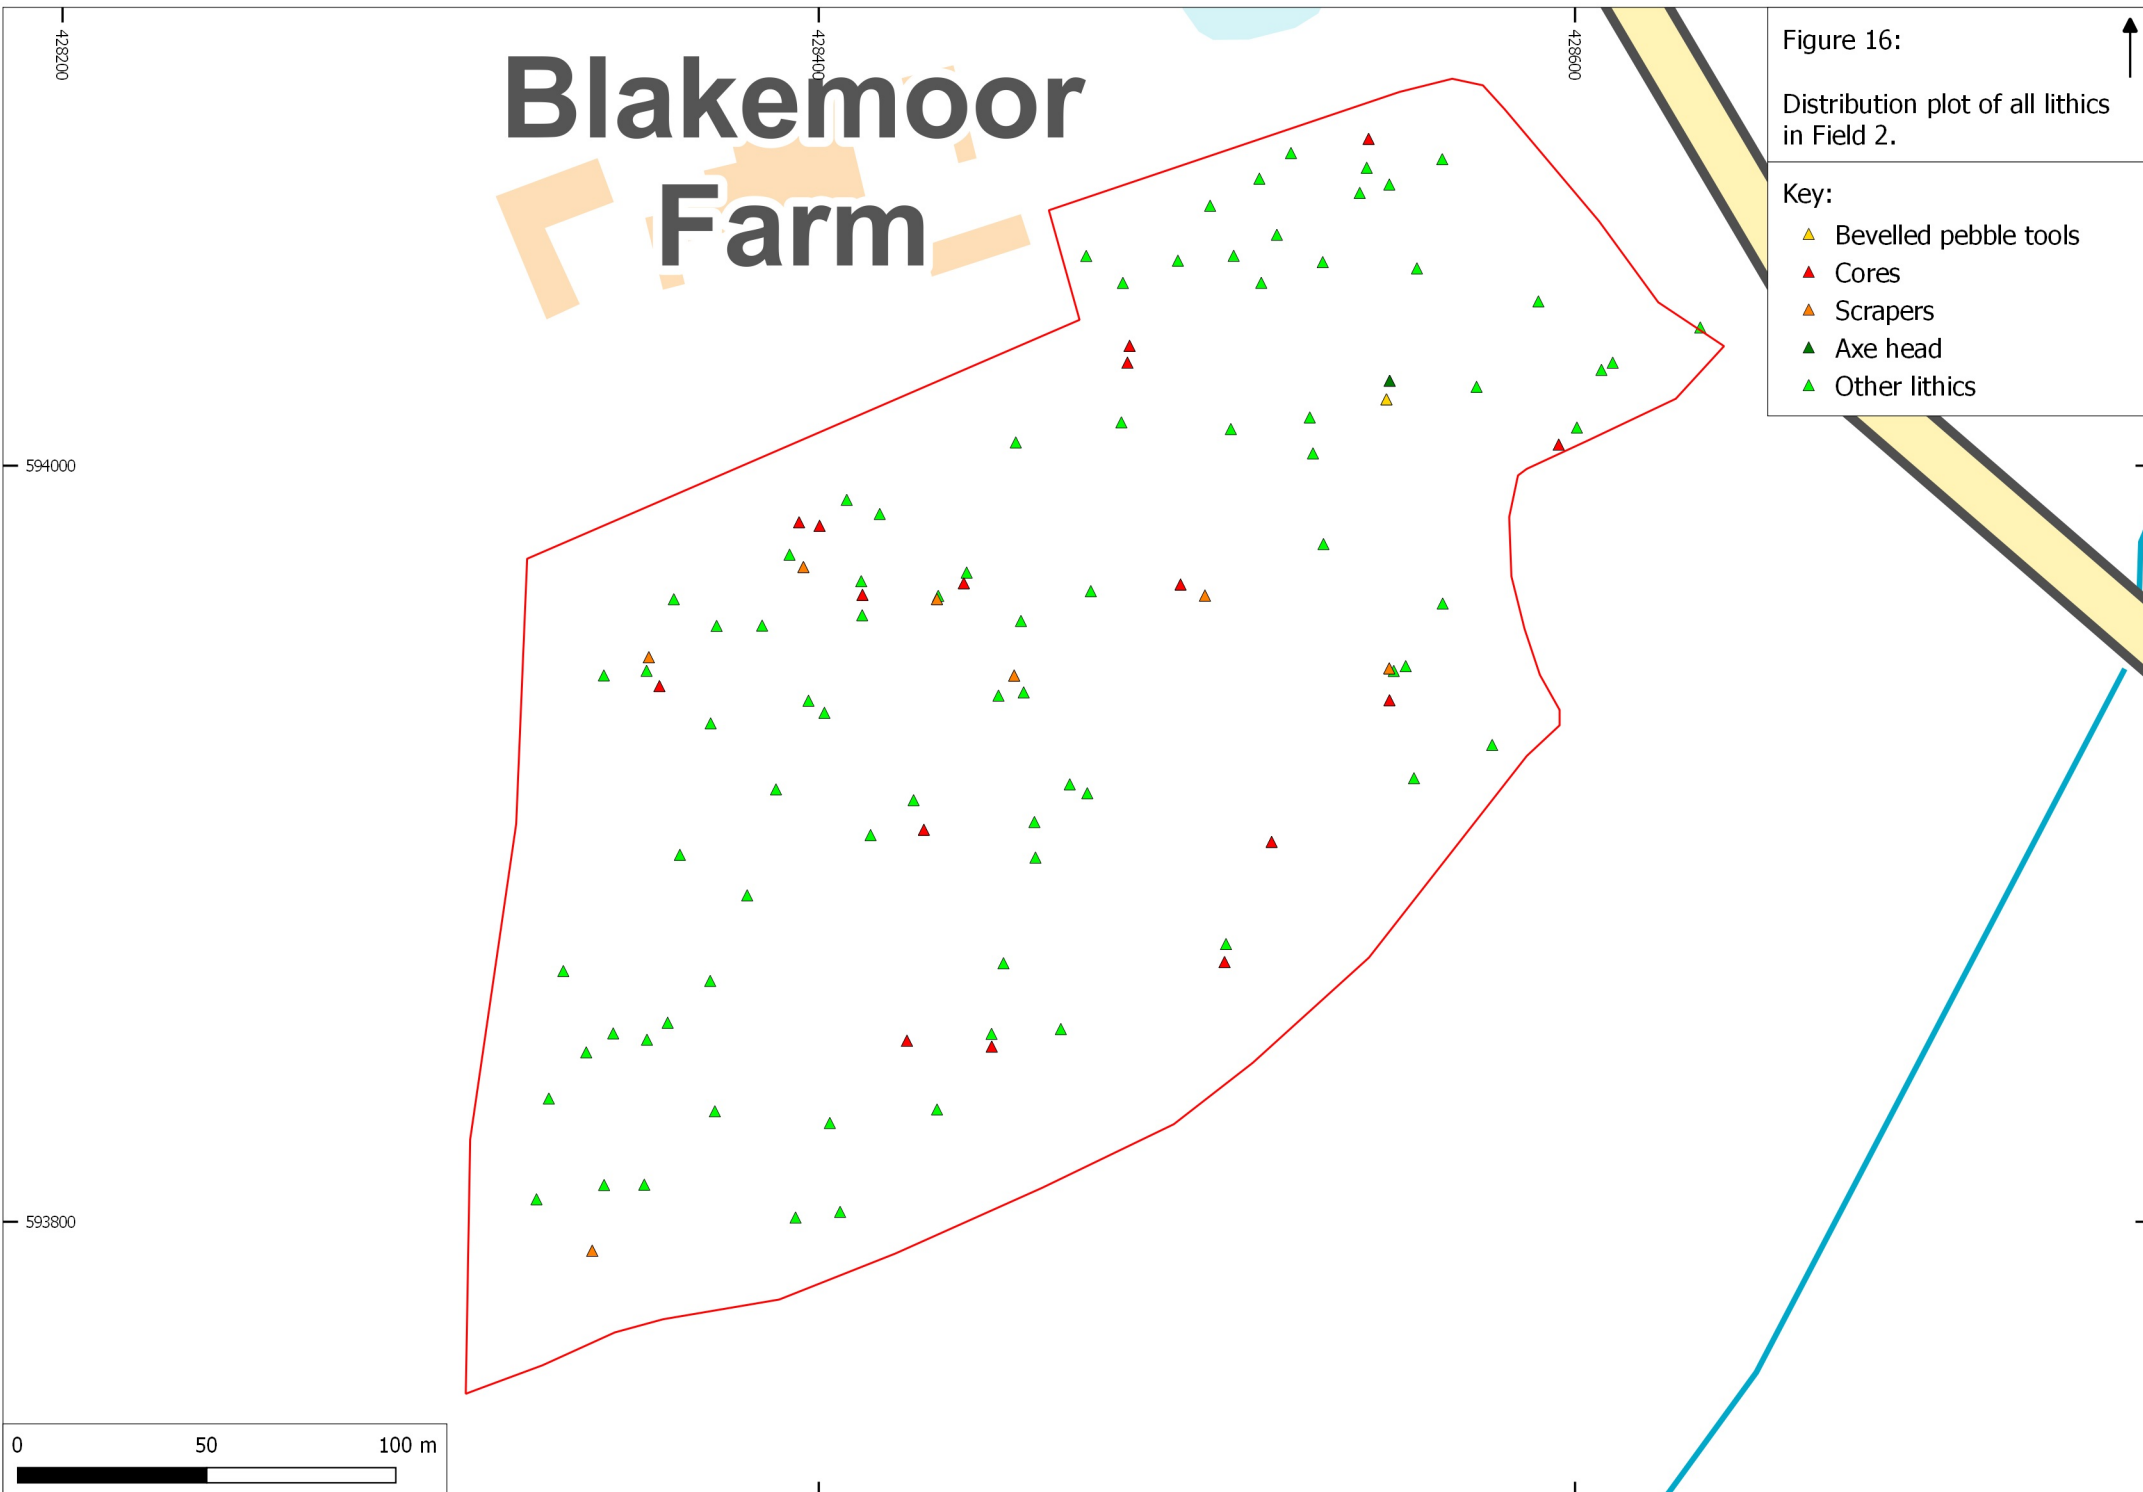 428200
428400
428600
Blakemoor
Farm
Figure 16:
Distribution plot of all lithics
in Field 2.
Key:
Bevelled pebble tools
Cores
Scrapers
Axe head
Other lithics
594000
593800
0 50 100 m